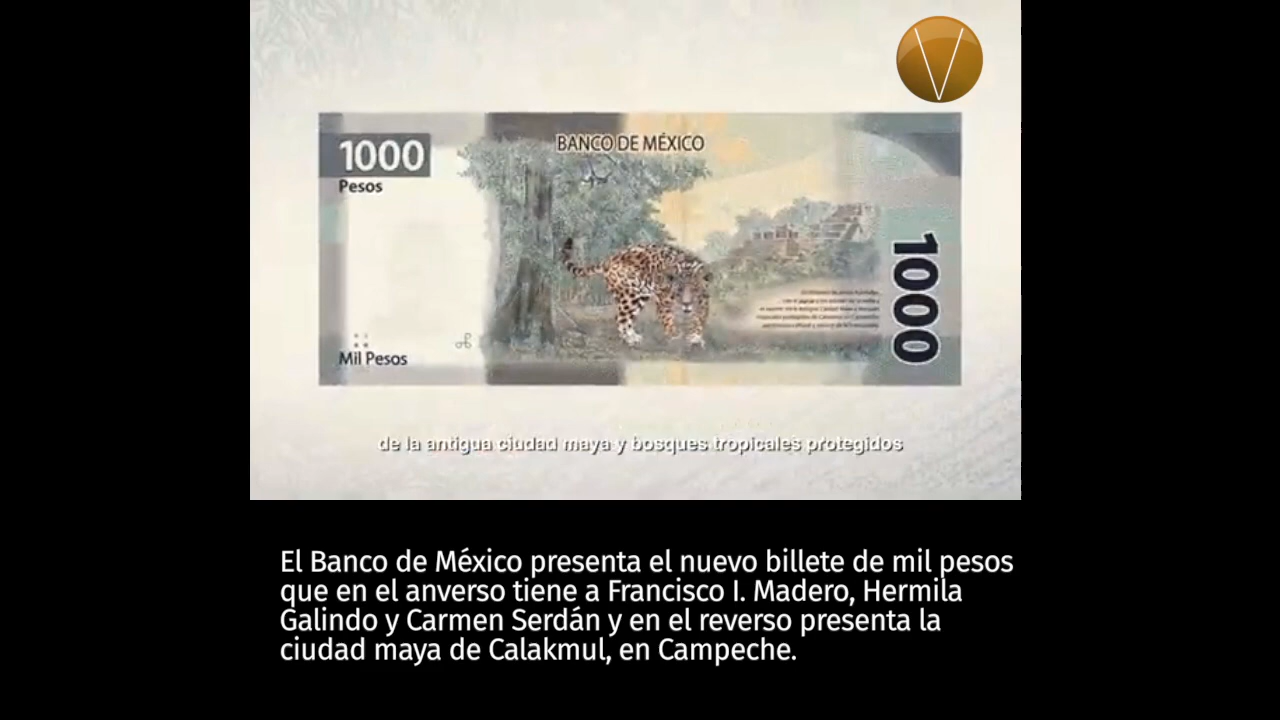 V
1000
Pesos
BANCO DE MÉXICO
1000
Mil Pesos
de la antigua ciudad maya y bosques tropicales protegidos
El Banco de México presenta el nuevo billete de mil pesos
que en el anverso tiene a Francisco I. Madero, Hermila
Galindo y Carmen Serdán y en el reverso presenta la
ciudad maya de Calakmul, en Campeche.